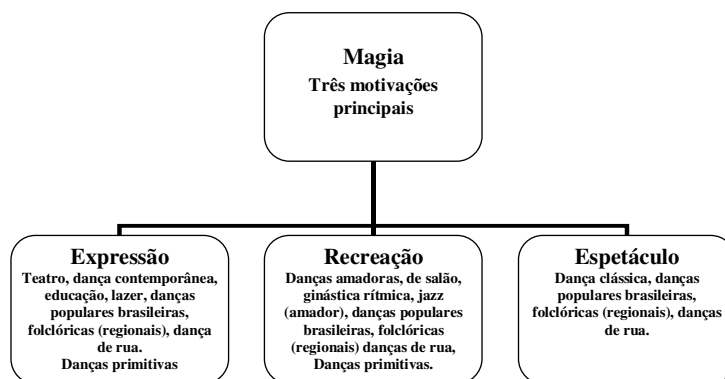 Magia
Três motivações
principais
Expressão
Teatro, dança contemporânea,
educação, lazer, danças
populares brasileiras,
folclóricas (regionais), dança
de rua.
Danças primitivas
Recreação
Danças amadoras, de salão,
ginástica rítmica, jazz
(amador), danças populares
brasileiras, folclóricas
(regionais) danças de rua,
Danças primitivas.
Espetáculo
Dança clássica, danças
populares brasileiras,
folclóricas (regionais), danças
de rua.